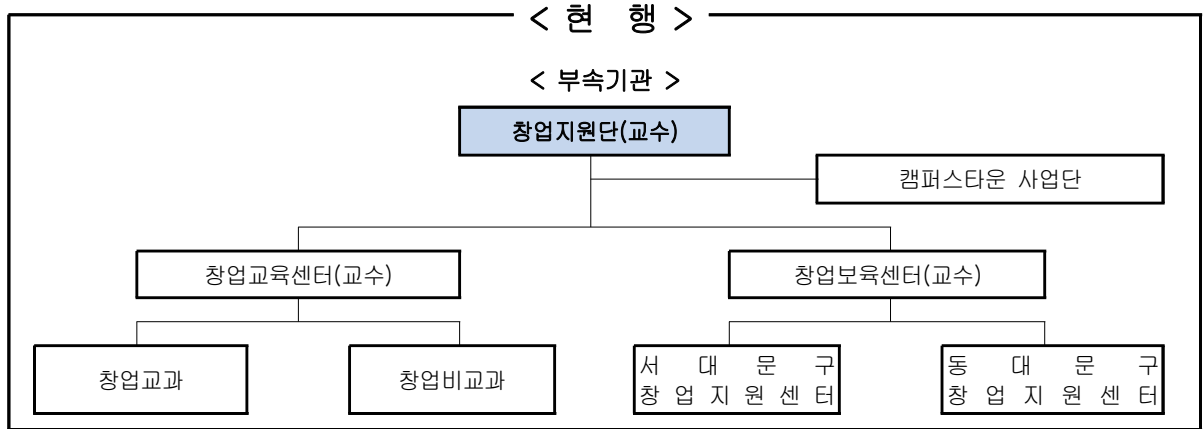 < 현 행 >
< 부속기관 >
창업지원단(교수)
캠퍼스타운 사업단
창업교육센터(교수)
창업보육센터(교수)
창업교과
창업비교과
서 대 문 구
창 업 지 원 센 터
동 대 문 구
창 업 지 원 센 터